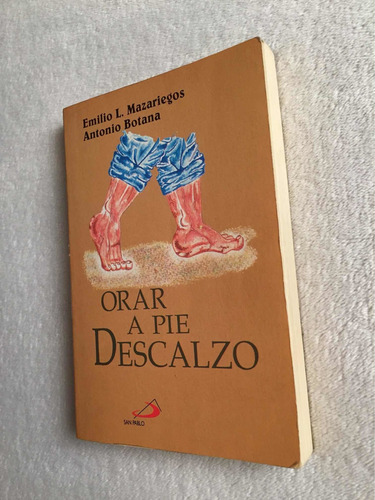 Emilio L. Mazariegos
Antonio Botana
ORAR
A PIE
DESCALZO
SAN PABLO